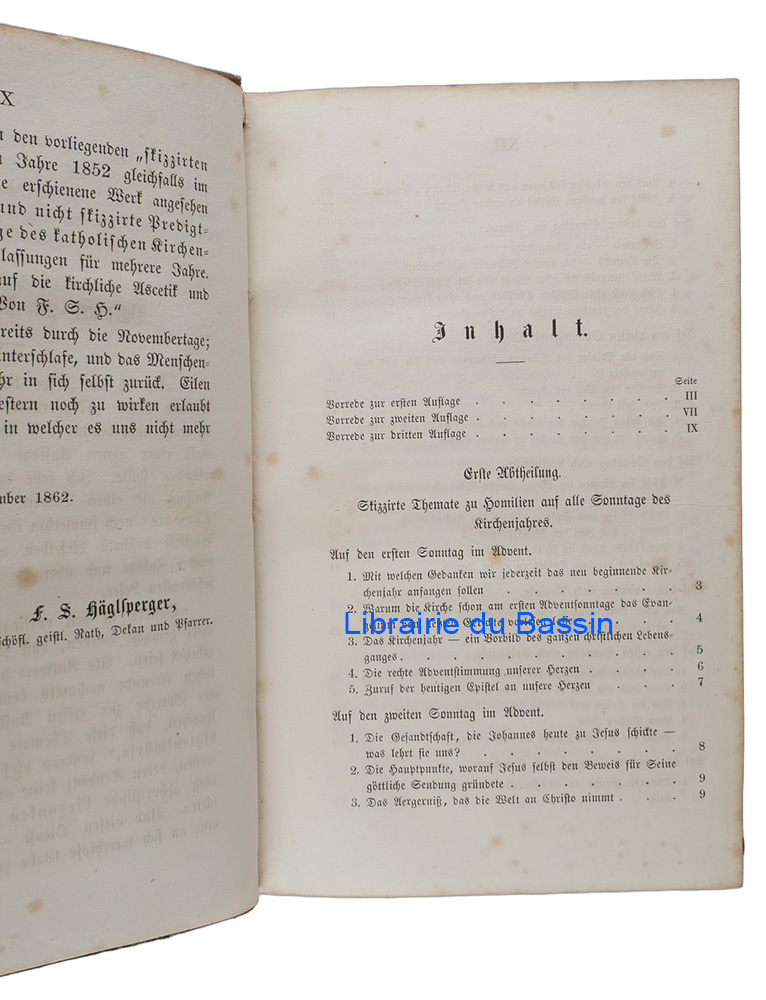 X
den vorliegenden „skizzirten
Jahre 1852 gleichfalls im
erschienene Werk angesehen
und nicht skizzirte Predigt-
ge des katholischen Kirchen-
lassungen für mehrere Jahre.
auf die kirchliche Ascetik und
Von F. S. H.“
ereits durch die Novembertage;
interschlafe, und das Menschen-
hr in sich selbst zurück. Eilen
estern noch zu wirken erlaubt
in welcher es uns nicht mehr
mber 1862.
F. S. Häglsperger,
schöfl. geistl. Rath, Dekan und Pfarrer.
Inhalt.
Seite
Vorrede zur ersten Auflage . . . . . . . III
Vorrede zur zweiten Auflage . . . . . . . VII
Vorrede zur dritten Auflage . . . . . . . IX
Erste Abtheilung.
Skizzirte Themate zu Homilien auf alle Sonntage des
Kirchenjahres.
Auf den ersten Sonntag im Advent.
1. Mit welchen Gedanken wir jederzeit das neu beginnende Kir-
chenjahr anfangen sollen . . . . . 3
2. Warum die Kirche schon am ersten Adventsonntage das Evan-
gelium vom letzten Gerichte vorlesen lasse . . . 4
Librairie du Bassin
3. Das Kirchenjahr — ein Vorbild des ganzen christlichen Lebens-
ganges . . . . . . . . 5
4. Die rechte Adventstimmung unserer Herzen . . . 6
5. Zuruf der heutigen Epistel an unsere Herzen . . . 7
Auf den zweiten Sonntag im Advent.
1. Die Gesandtschaft, die Johannes heute zu Jesus schickte —
was lehrt sie uns? . . . . . . 8
2. Die Hauptpunkte, worauf Jesus selbst den Beweis für Seine
göttliche Sendung gründete . . . . . 9
3. Das Aergerniß, das die Welt an Christo nimmt . . . 9